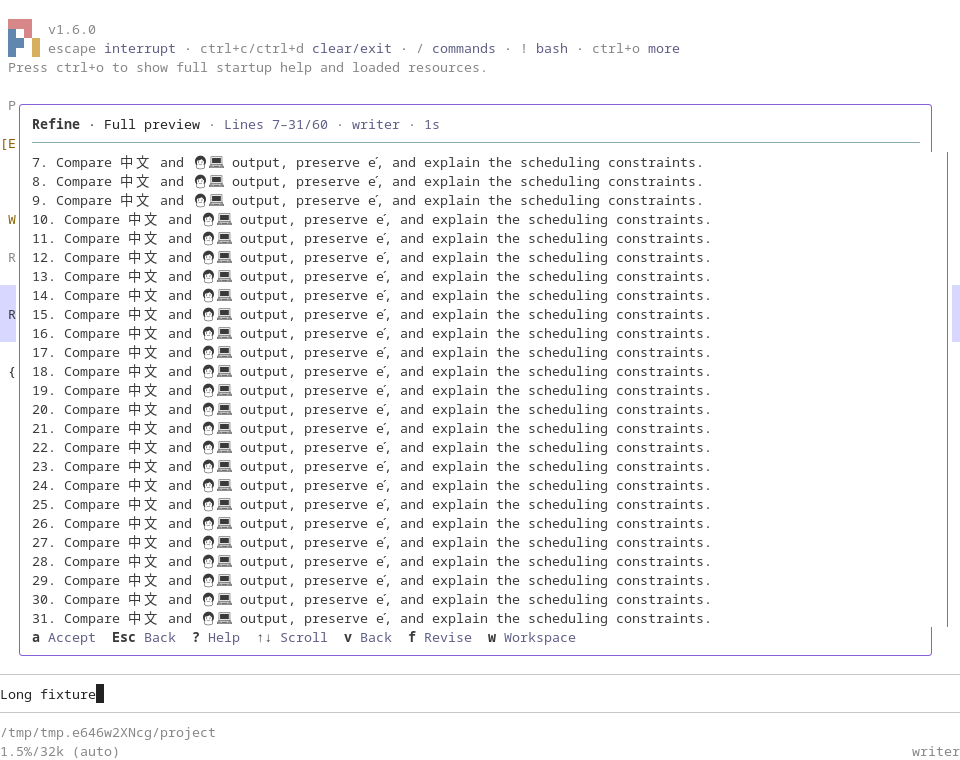 v1.6.0
escape interrupt · ctrl+c/ctrl+d clear/exit · / commands · ! bash · ctrl+o more
Press ctrl+o to show full startup help and loaded resources.
P
Refine · Full preview · Lines 7–31/60 · writer · 1s
[E
7. Compare 中文 and 👩💻 output, preserve é, and explain the scheduling constraints.
8. Compare 中文 and 👩💻 output, preserve é, and explain the scheduling constraints.
9. Compare 中文 and 👩💻 output, preserve é, and explain the scheduling constraints.
W
10. Compare 中文 and 👩💻 output, preserve é, and explain the scheduling constraints.
11. Compare 中文 and 👩💻 output, preserve é, and explain the scheduling constraints.
R
12. Compare 中文 and 👩💻 output, preserve é, and explain the scheduling constraints.
13. Compare 中文 and 👩💻 output, preserve é, and explain the scheduling constraints.
14. Compare 中文 and 👩💻 output, preserve é, and explain the scheduling constraints.
R
15. Compare 中文 and 👩💻 output, preserve é, and explain the scheduling constraints.
16. Compare 中文 and 👩💻 output, preserve é, and explain the scheduling constraints.
17. Compare 中文 and 👩💻 output, preserve é, and explain the scheduling constraints.
{
18. Compare 中文 and 👩💻 output, preserve é, and explain the scheduling constraints.
19. Compare 中文 and 👩💻 output, preserve é, and explain the scheduling constraints.
20. Compare 中文 and 👩💻 output, preserve é, and explain the scheduling constraints.
21. Compare 中文 and 👩💻 output, preserve é, and explain the scheduling constraints.
22. Compare 中文 and 👩💻 output, preserve é, and explain the scheduling constraints.
23. Compare 中文 and 👩💻 output, preserve é, and explain the scheduling constraints.
24. Compare 中文 and 👩💻 output, preserve é, and explain the scheduling constraints.
25. Compare 中文 and 👩💻 output, preserve é, and explain the scheduling constraints.
26. Compare 中文 and 👩💻 output, preserve é, and explain the scheduling constraints.
27. Compare 中文 and 👩💻 output, preserve é, and explain the scheduling constraints.
28. Compare 中文 and 👩💻 output, preserve é, and explain the scheduling constraints.
29. Compare 中文 and 👩💻 output, preserve é, and explain the scheduling constraints.
30. Compare 中文 and 👩💻 output, preserve é, and explain the scheduling constraints.
31. Compare 中文 and 👩💻 output, preserve é, and explain the scheduling constraints.
a Accept  Esc Back  ? Help  ↑↓ Scroll  v Back  f Revise  w Workspace
Long fixture
/tmp/tmp.e646w2XNcg/project
1.5%/32k (auto)
writer